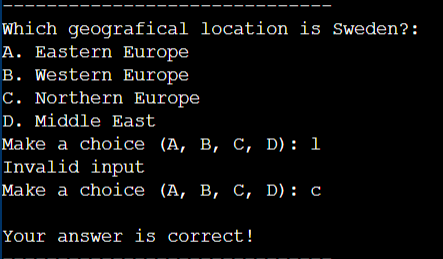 ------------------------------
Which geografical location is Sweden?:
A. Eastern Europe
B. Western Europe
C. Northern Europe
D. Middle East
Make a choice (A, B, C, D): l
Invalid input
Make a choice (A, B, C, D): c
Your answer is correct!
------------------------------